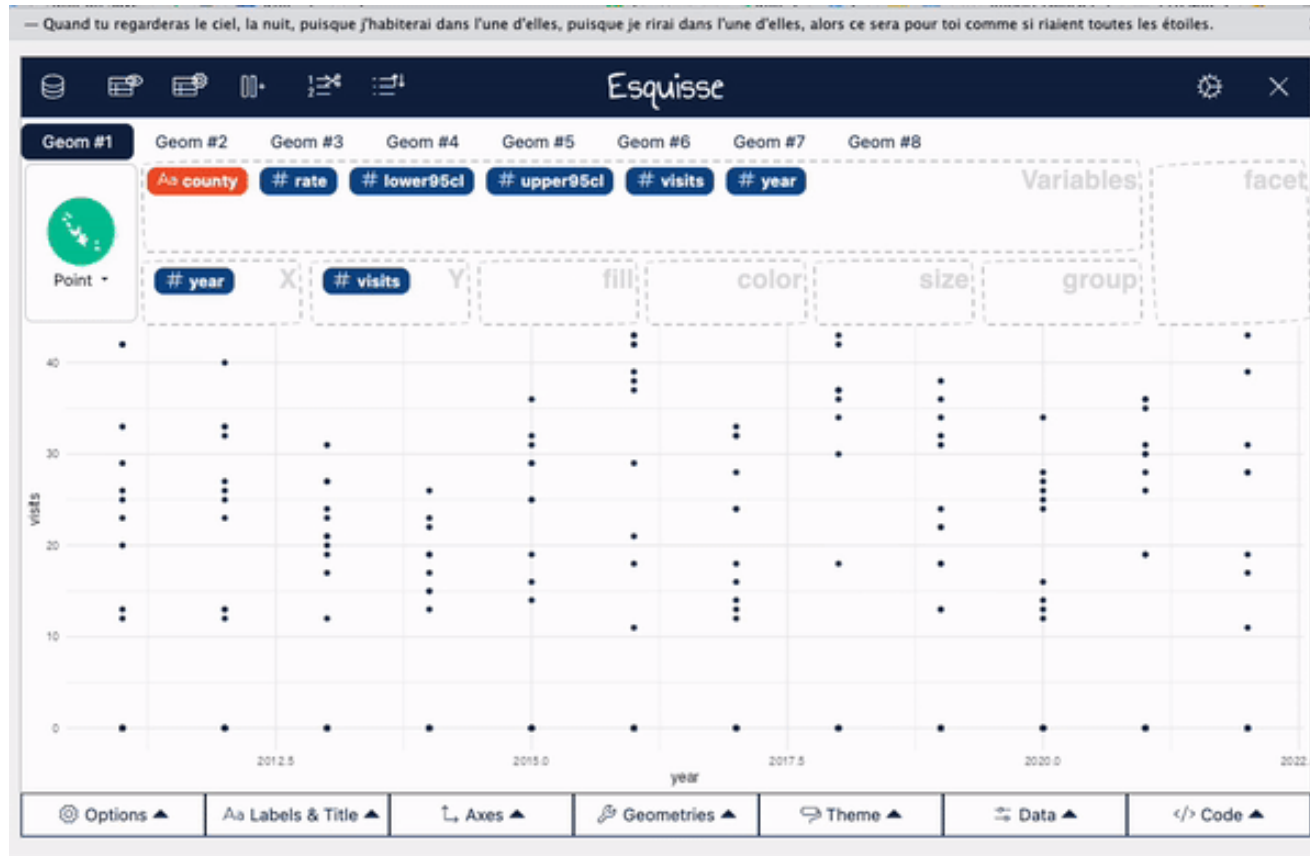 — Quand tu regarderas le ciel, la nuit, puisque j'habiterai dans l'une d'elles, puisque je rirai dans l'une d'elles, alors ce sera pour toi comme si riaient toutes les étoiles.
Esquisse
Geom #1 Geom #2 Geom #3 Geom #4 Geom #5 Geom #6 Geom #7 Geom #8
Aa county # rate # lower95cl # upper95cl # visits # year Variables facet
Point
# year X # visits Y fill color size group
40
30
20
10
0
visits
2012.5 2015.0 2017.5 2020.0 2022.
year
Options Aa Labels & Title Axes Geometries Theme Data </> Code